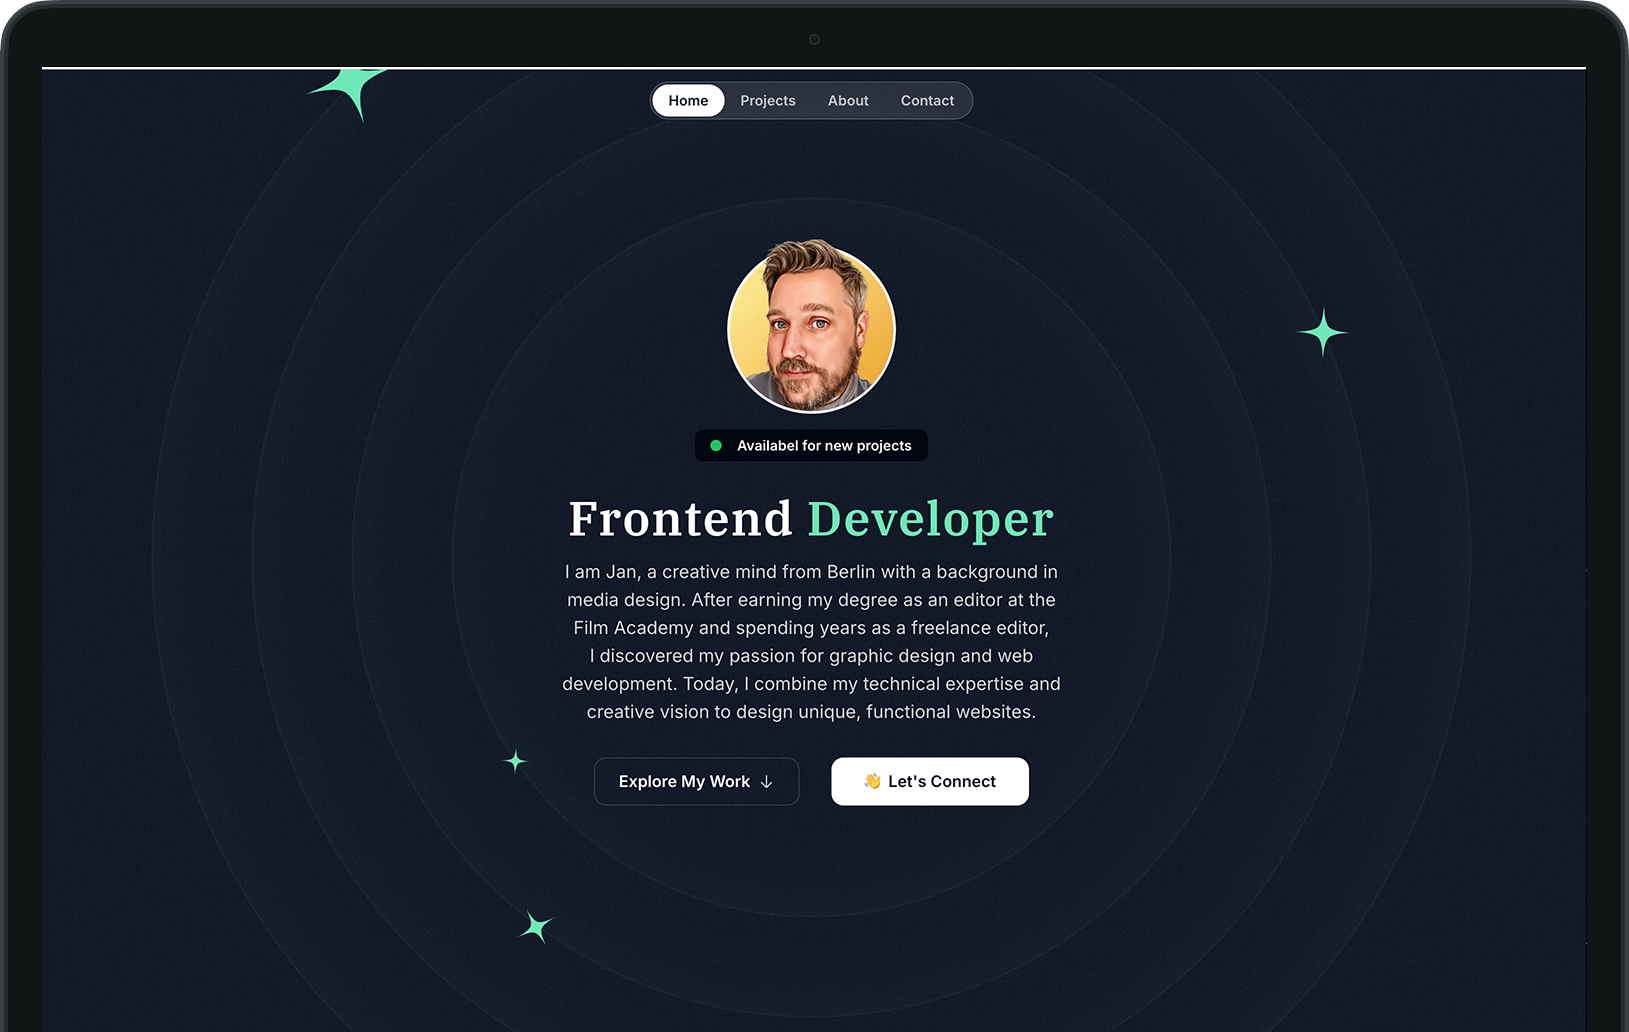 Home Projects About Contact
Availabel for new projects
Frontend Developer
I am Jan, a creative mind from Berlin with a background in
media design. After earning my degree as an editor at the
Film Academy and spending years as a freelance editor,
I discovered my passion for graphic design and web
development. Today, I combine my technical expertise and
creative vision to design unique, functional websites.
Explore My Work ↓
👋 Let's Connect